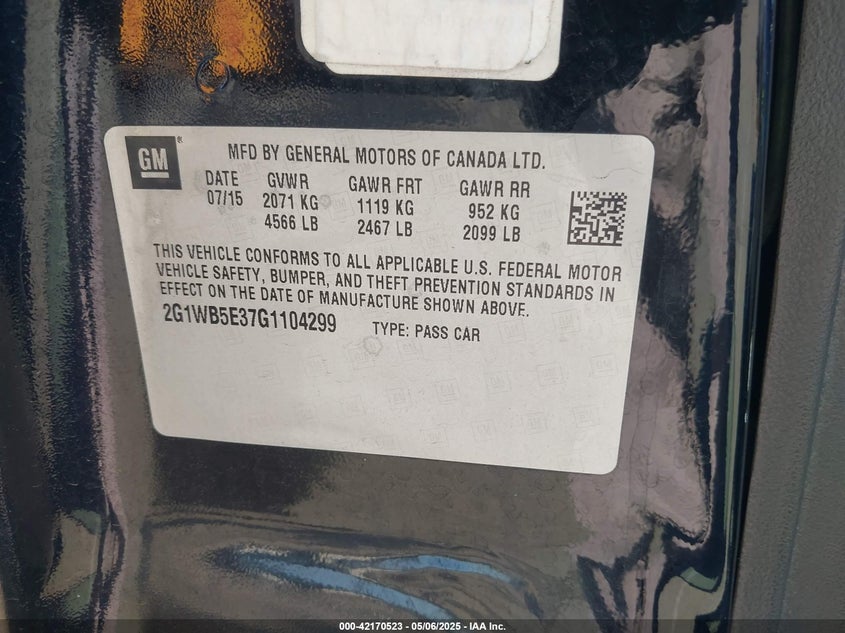 GM
®
MFD BY GENERAL MOTORS OF CANADA LTD.
DATE GVWR GAWR FRT GAWR RR
07/15 2071 KG 1119 KG 952 KG
4566 LB 2467 LB 2099 LB
THIS VEHICLE CONFORMS TO ALL APPLICABLE U.S. FEDERAL MOTOR
VEHICLE SAFETY, BUMPER, AND THEFT PREVENTION STANDARDS IN
EFFECT ON THE DATE OF MANUFACTURE SHOWN ABOVE.
2G1WB5E37G1104299 TYPE: PASS CAR
000-42170523 - 05/06/2025 - IAA Inc.